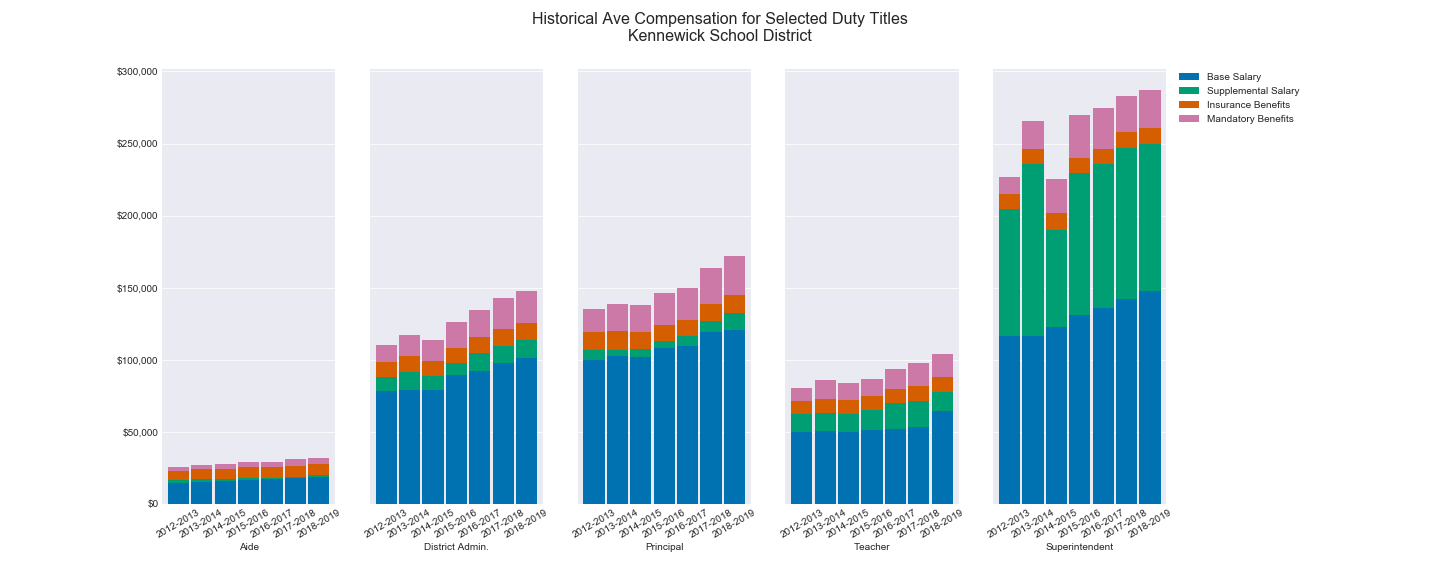 Historical Ave Compensation for Selected Duty Titles
Kennewick School District
$300,000
$250,000
$200,000
$150,000
$100,000
$50,000
$0
Base Salary
Supplemental Salary
Insurance Benefits
Mandatory Benefits
2012-2013 2013-2014 2014-2015 2015-2016 2016-2017 2017-2018 2018-2019
Aide
2012-2013 2013-2014 2014-2015 2015-2016 2016-2017 2017-2018 2018-2019
District Admin.
2012-2013 2013-2014 2014-2015 2015-2016 2016-2017 2017-2018 2018-2019
Principal
2012-2013 2013-2014 2014-2015 2015-2016 2016-2017 2017-2018 2018-2019
Teacher
2012-2013 2013-2014 2014-2015 2015-2016 2016-2017 2017-2018 2018-2019
Superintendent